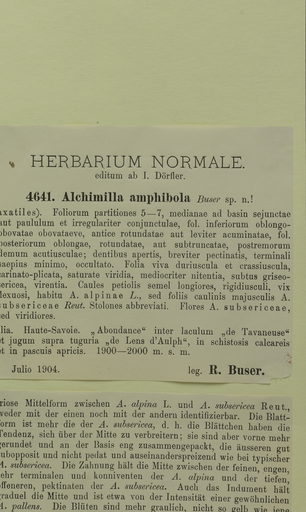 HERBARIUM NORMALE.
editum ab I. Dörfler.
4641. Alchimilla amphibola Buser sp. n.!
axatiles). Foliorum partitiones 5—7, medianae ad basin sejunctae
aut paululum et irregulariter conjunctulae, fol. inferiorum oblongo-
obovatae obovataeve, antice rotundatae aut leviter acuminatae, fol.
posteriorum oblongae, rotundatae, aut subtruncatae, postremorum
demum acutiusculae; dentibus apertis, breviter pectinatis, terminali
saepius minimo, occultato. Folia viva duriuscula et crassiuscula,
carinato-plicata, saturate viridia, mediocriter nitentia, subtus griseo-
sericea, virentia. Caules petiolis semel longiores, rigidiusculi, vix
flexuosi, habitu A. alpinae L., sed foliis caulinis majusculis A.
subsericeae Reut. Stolones abbreviati. Flores A. subsericeae,
sed viridiores.
lia. Haute-Savoie. „Abondance“ inter laculum „de Tavaneuse“
et jugum supra tuguria „de Lens d'Aulph“, in schistosis calcareis
et in pascuis apricis. 1900—2000 m. s. m.
Julio 1904. leg. R. Buser.
riose Mittelform zwischen A. alpina L. und A. subsericea Reut.,
weder mit der einen noch mit der andern identifizierbar. Die Blatt-
form ist mehr die der A. subsericea, d. h. die Blättchen haben die
Tendenz, sich über der Mitte zu verbreitern; sie sind aber vorne mehr
gerundet und an der Basis eng zusammengepackt, die äusseren gut
subopposit und nicht pedat und auseinanderspreizend wie bei typischer
A. subsericea. Die Zahnung hält die Mitte zwischen der feinen, engen,
sehr terminalen und konniventen der A. alpina und der tiefen,
offeneren, pektinaten der A. subsericea. Auch das Indument hält
graduel die Mitte und ist etwa von der Intensität einer gewöhnlichen
A. pallens. Die Blüten sind mehr graulich, nicht so gelb wie jene